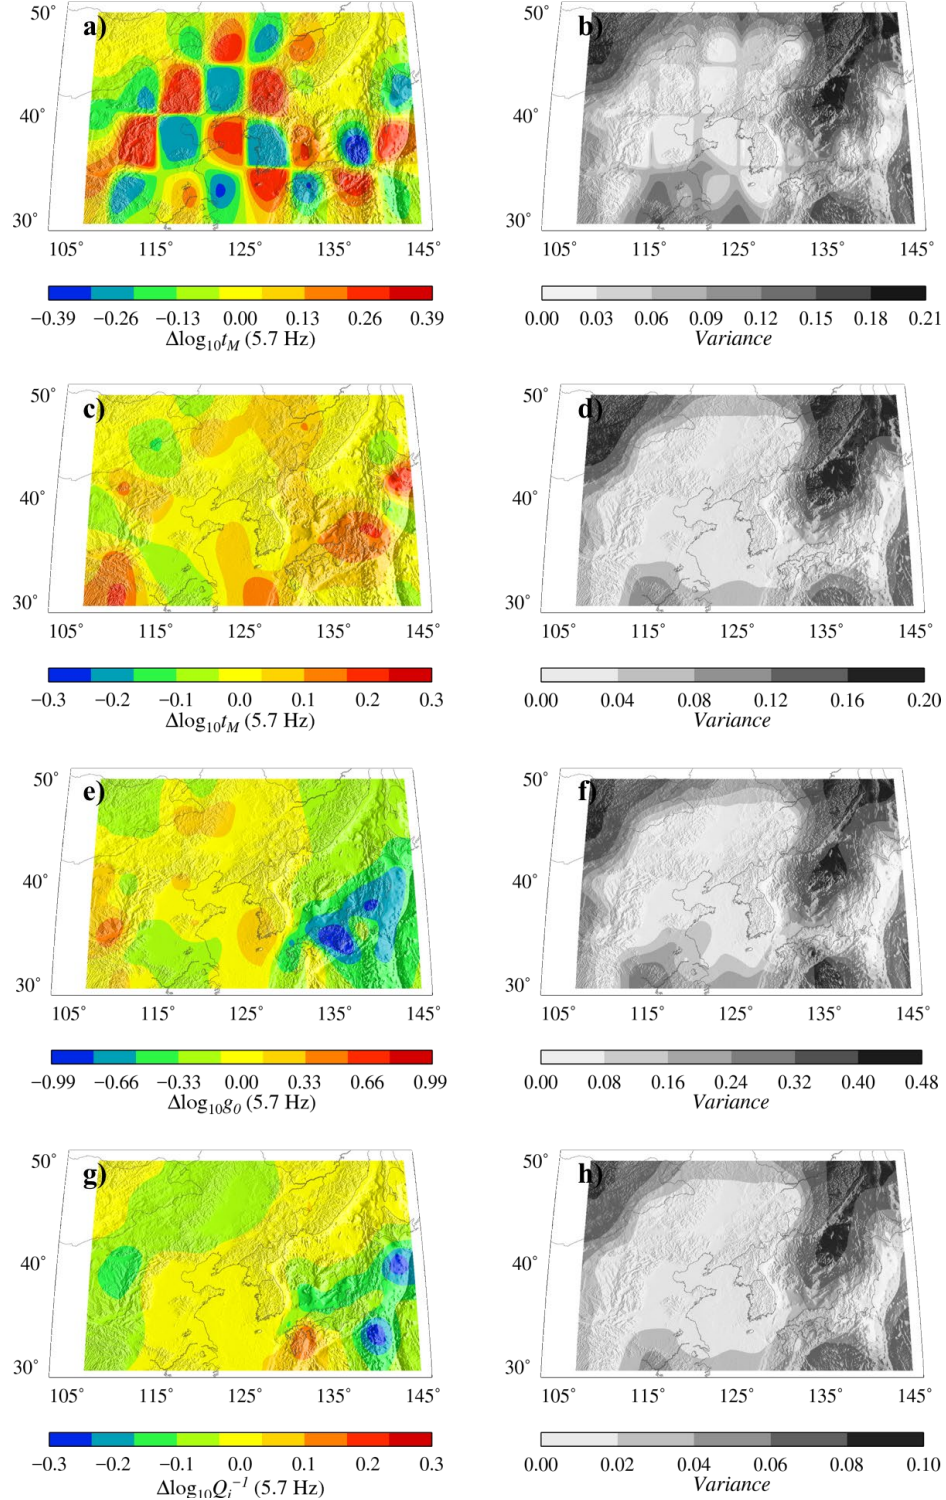 a) b)
50° 50°
40° 40°
30° 30°
105° 115° 125° 135° 145° 105° 115° 125° 135° 145°
−0.39 −0.26 −0.13 0.00 0.13 0.26 0.39 0.00 0.03 0.06 0.09 0.12 0.15 0.18 0.21
Δlog10tM (5.7 Hz) Variance
c) d)
50° 50°
40° 40°
30° 30°
105° 115° 125° 135° 145° 105° 115° 125° 135° 145°
−0.3 −0.2 −0.1 0.0 0.1 0.2 0.3 0.00 0.04 0.08 0.12 0.16 0.20
Δlog10tM (5.7 Hz) Variance
e) f)
50° 50°
40° 40°
30° 30°
105° 115° 125° 135° 145° 105° 115° 125° 135° 145°
−0.99 −0.66 −0.33 0.00 0.33 0.66 0.99 0.00 0.08 0.16 0.24 0.32 0.40 0.48
Δlog10g0 (5.7 Hz) Variance
g) h)
50° 50°
40° 40°
30° 30°
105° 115° 125° 135° 145° 105° 115° 125° 135° 145°
−0.3 −0.2 −0.1 0.0 0.1 0.2 0.3 0.00 0.02 0.04 0.06 0.08 0.10
Δlog10Qi−1 (5.7 Hz) Variance